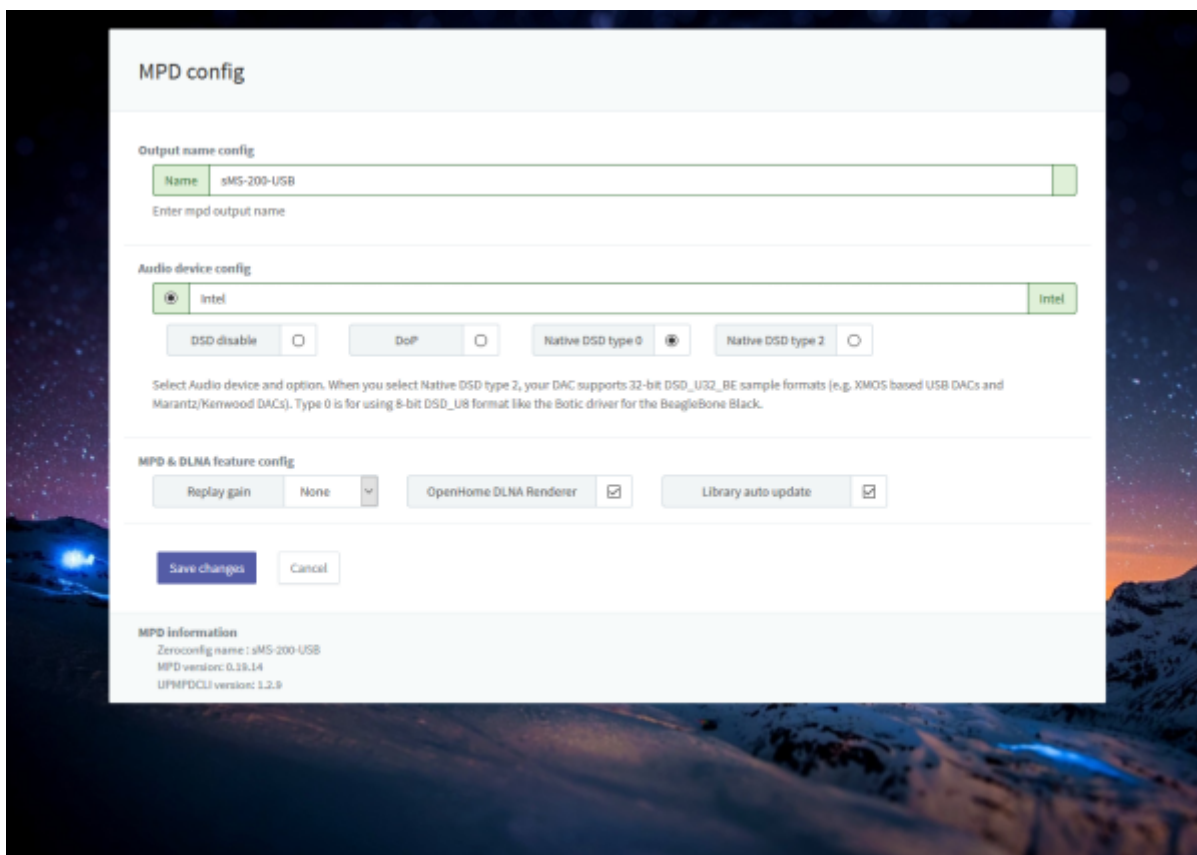 MPD config
Output name config
Name sMS-200-USB
Enter mpd output name
Audio device config
Intel Intel
DSD disable DoP Native DSD type 0 Native DSD type 2
Select Audio device and option. When you select Native DSD type 2, your DAC supports 32-bit DSD_U32_BE sample formats (e.g. XMOS based USB DACs and
Marantz/Kenwood DACs). Type 0 is for using 8-bit DSD_U8 format like the Botic driver for the BeagleBone Black.
MPD & DLNA feature config
Replay gain None OpenHome DLNA Renderer Library auto update
Save changes Cancel
MPD information
Zeroconfig name : sMS-200-USB
MPD version: 0.19.14
UPMPDCLI version: 1.2.9